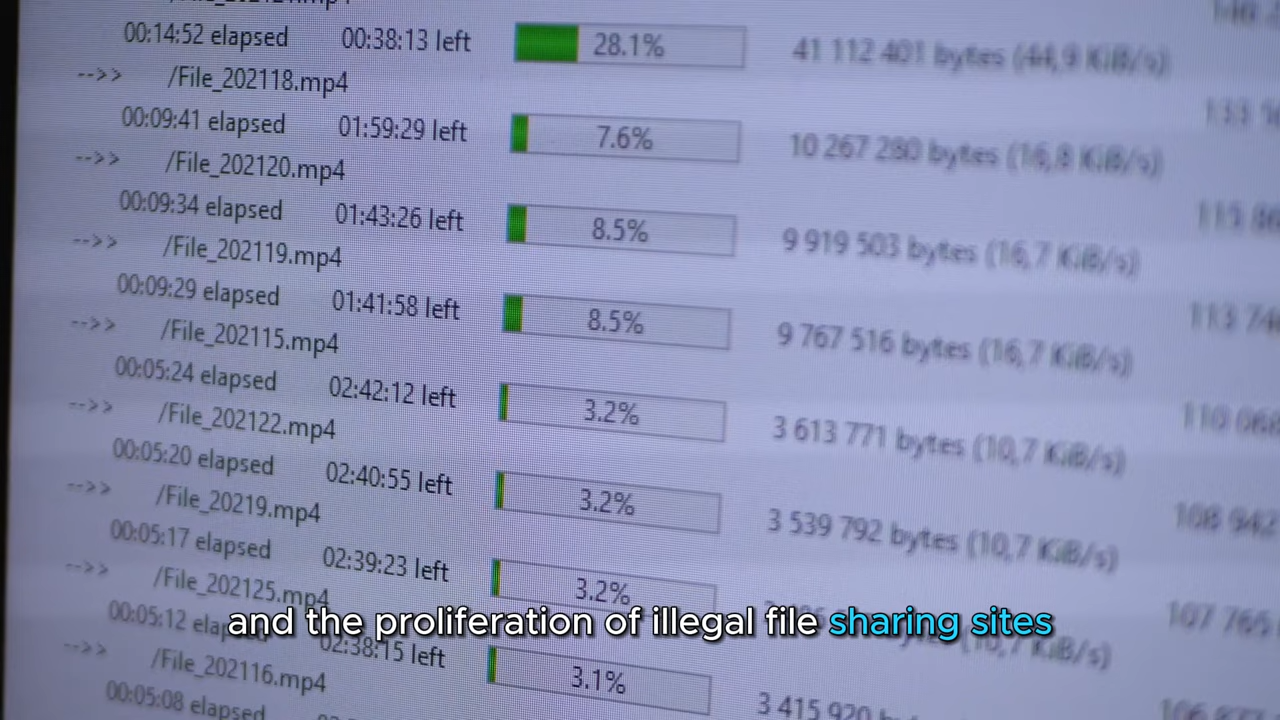 00:14:52 elapsed 00:38:13 left 28.1% 41 112 401 bytes (44,9 KiB/s)
-->> /File_202118.mp4
00:09:41 elapsed 01:59:29 left 7.6% 10 267 280 bytes (16,8 KiB/s)
-->> /File_202120.mp4
00:09:34 elapsed 01:43:26 left 8.5% 9 919 503 bytes (16,7 KiB/s)
-->> /File_202119.mp4
00:09:29 elapsed 01:41:58 left 8.5% 9 767 516 bytes (16,7 KiB/s)
-->> /File_202115.mp4
00:05:24 elapsed 02:42:12 left 3.2% 3 613 771 bytes (10,7 KiB/s)
-->> /File_202122.mp4
00:05:20 elapsed 02:40:55 left 3.2% 3 539 792 bytes (10,7 KiB/s)
-->> /File_20219.mp4
00:05:17 elapsed 02:39:23 left 3.2%
-->> /File_202125.mp4
and the proliferation of illegal file sharing sites
00:05:12 02:38:15 left 3.1% 3 415 920 bytes
-->> /File_202116.mp4
00:05:08 elapsed